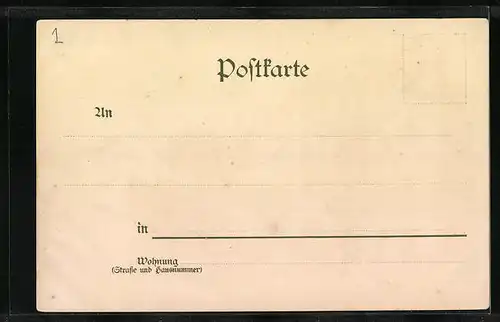 1
Postkarte
An
in
Wohnung
(Straße und Hausnummer)